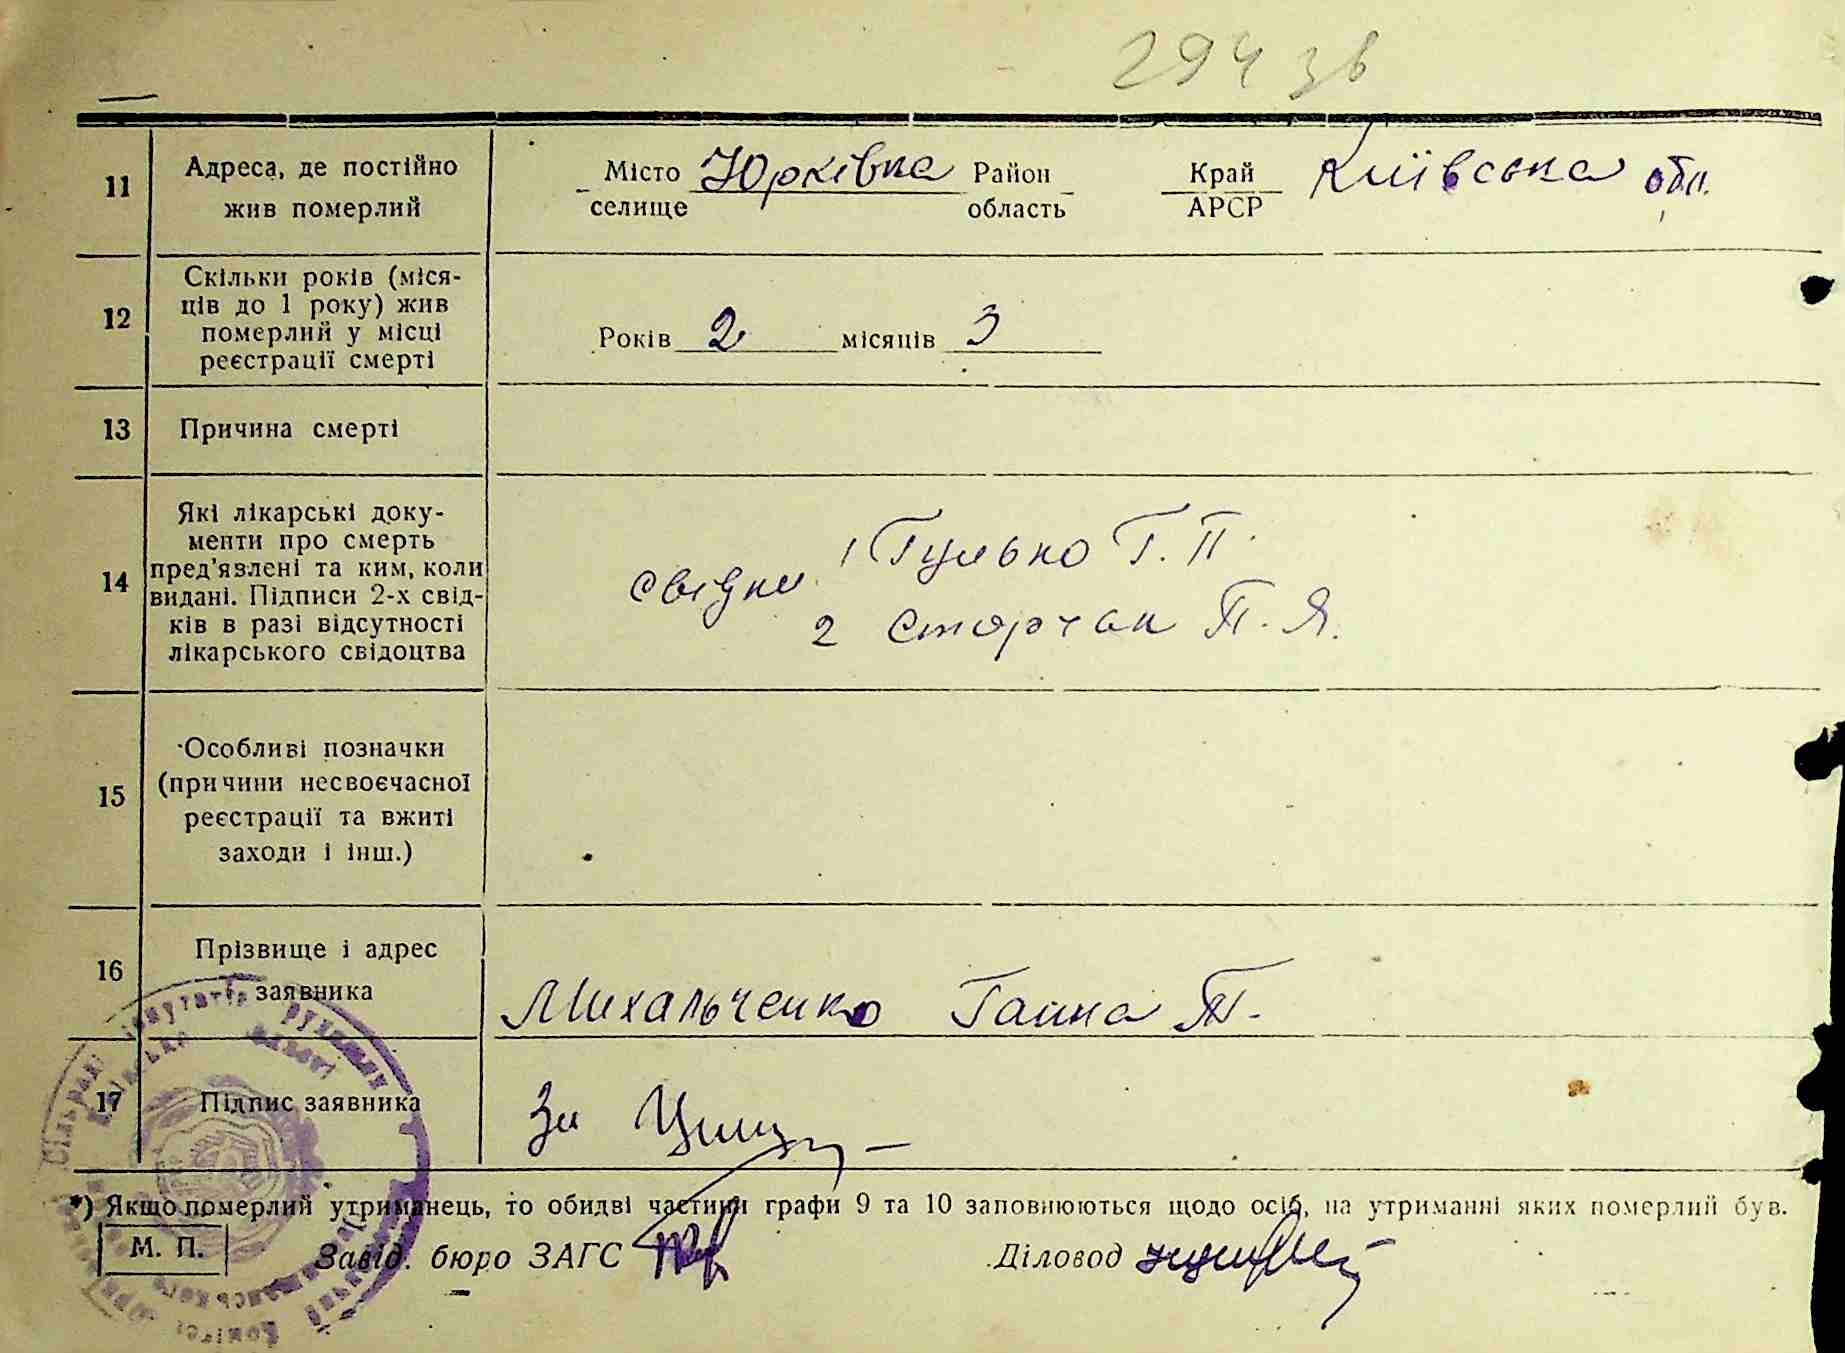 294 зв
11 Адреса, де постійно жив померлий Місто селище Юрківка Район область Край АРСР Київська обл.
12 Скільки років (міся-
ців до 1 року) жив
померлий у місці
реєстрації смерті
Років 2 місяців 3
13 Причина смерті
14 Які лікарські доку-
менти про смерть
пред'язлені та ким, коли
видані. Підписи 2-х свід-
ків в разі відсутності
лікарського свідоцтва
свідки 1 Гулько Г. П.
2 Сторчак П. Я.
15 Особливі позначки
(причини несвоєчасної
реєстрації та вжиті
заходи і інш.)
16 Прізвище і адрес
заявника
Михальченко Ганна Т.
17 Підпис заявника
За
*) Якщо померлий утриманець, то обидві частини графи 9 та 10 заповнюються щодо осіб, на утриманні яких померлий був.
М. П. Завід. бюро ЗАГС Діловод